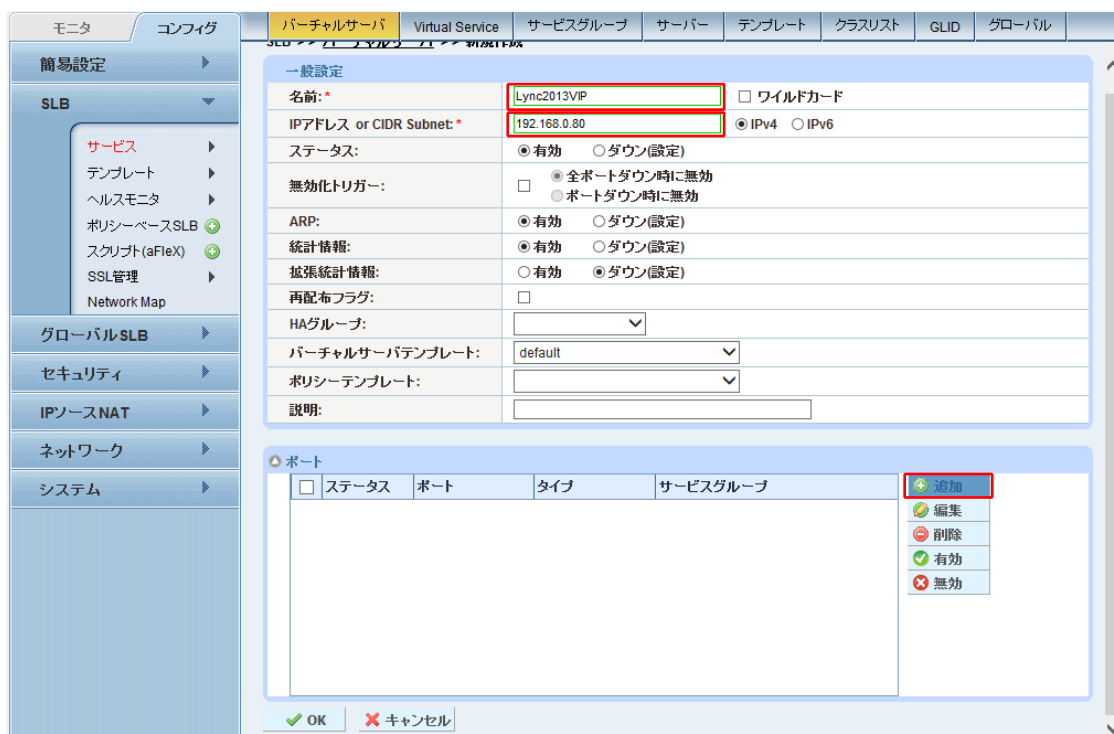 モニタ コンフィグ バーチャルサーバ Virtual Service サービスグループ サーバー テンプレート クラスリスト GLID グローバル
SLB >> バーチャルサーバ >> 新規作成
簡易設定
SLB
サービス
テンプレート
ヘルスモニタ
ポリシーベースSLB
スクリプト(aFleX)
SSL管理
Network Map
グローバルSLB
セキュリティ
IPソースNAT
ネットワーク
システム
一般設定
名前:* Lync2013VIP ワイルドカード
IPアドレス or CIDR Subnet:* 192.168.0.80 IPv4 IPv6
ステータス: 有効 ダウン(設定)
無効化トリガー: 全ポートダウン時に無効
ポートダウン時に無効
ARP: 有効 ダウン(設定)
統計情報: 有効 ダウン(設定)
拡張統計情報: 有効 ダウン(設定)
再配布フラグ:
HAグループ:
バーチャルサーバテンプレート: default
ポリシーテンプレート:
説明:
ポート
ステータス ポート タイプ サービスグループ
追加
編集
削除
有効
無効
OK キャンセル